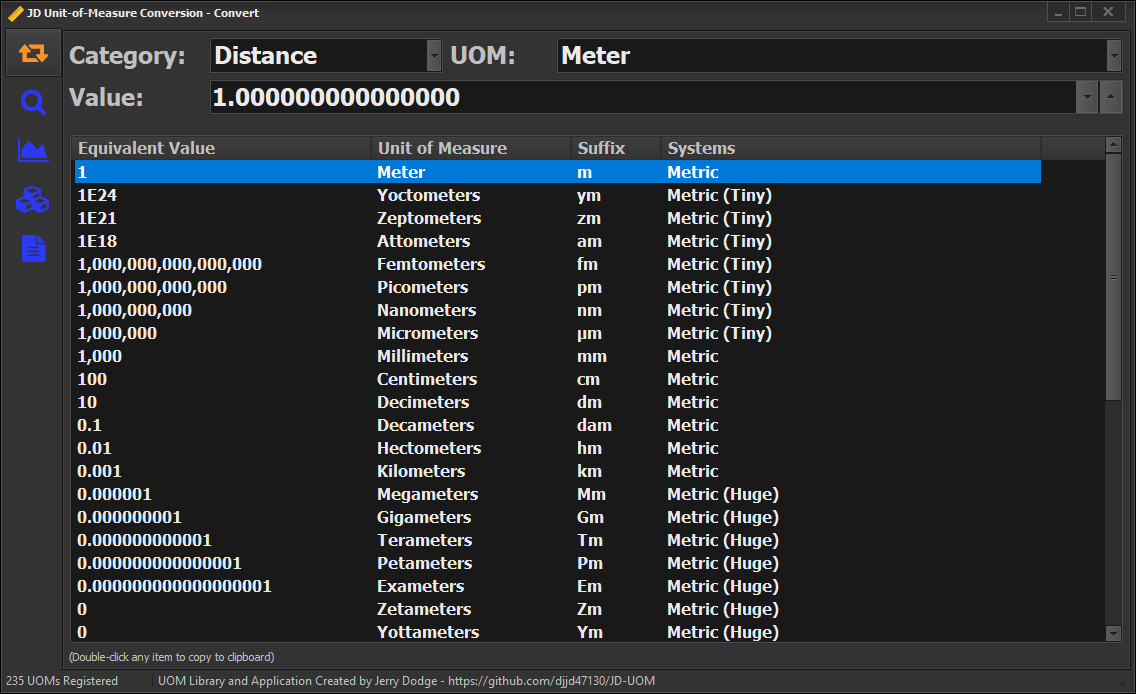 JD Unit-of-Measure Conversion - Convert
Category: Distance UOM: Meter
Value: 1.000000000000000
Equivalent Value Unit of Measure Suffix Systems
1 Meter m Metric
1E24 Yoctometers ym Metric (Tiny)
1E21 Zeptometers zm Metric (Tiny)
1E18 Attometers am Metric (Tiny)
1,000,000,000,000,000 Femtometers fm Metric (Tiny)
1,000,000,000,000 Picometers pm Metric (Tiny)
1,000,000,000 Nanometers nm Metric (Tiny)
1,000,000 Micrometers µm Metric (Tiny)
1,000 Millimeters mm Metric
100 Centimeters cm Metric
10 Decimeters dm Metric
0.1 Decameters dam Metric
0.01 Hectometers hm Metric
0.001 Kilometers km Metric
0.000001 Megameters Mm Metric (Huge)
0.000000001 Gigameters Gm Metric (Huge)
0.000000000001 Terameters Tm Metric (Huge)
0.000000000000001 Petameters Pm Metric (Huge)
0.000000000000000001 Exameters Em Metric (Huge)
0 Zetameters Zm Metric (Huge)
0 Yottameters Ym Metric (Huge)
(Double-click any item to copy to clipboard)
235 UOMs Registered UOM Library and Application Created by Jerry Dodge - https://github.com/djjd47130/JD-UOM